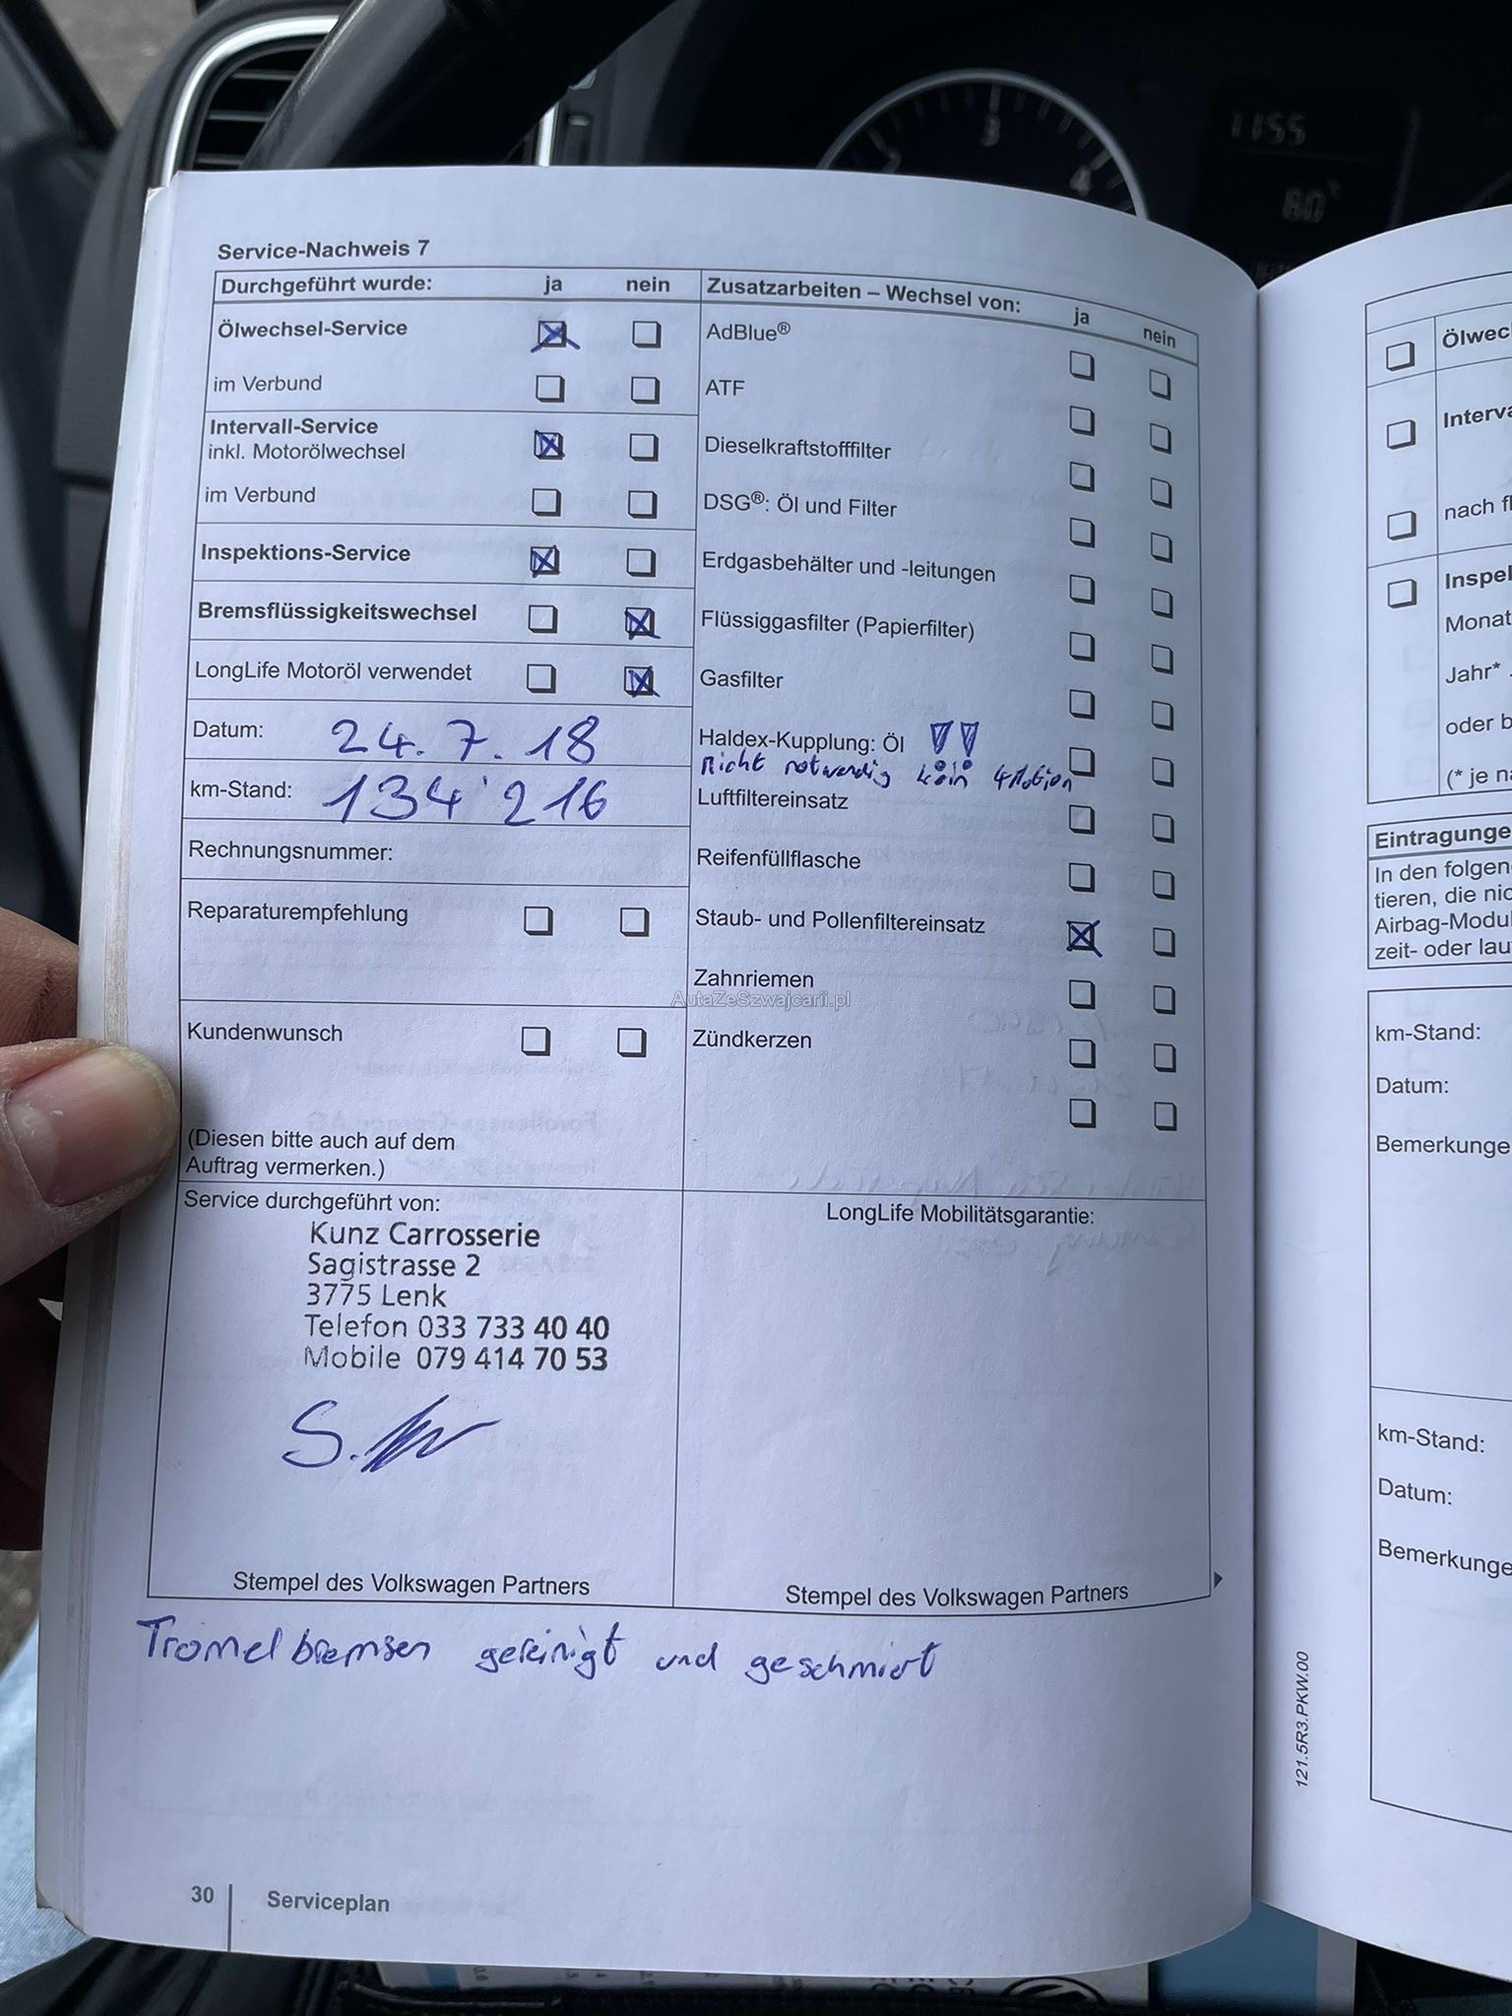 3
4
1155
80
Service-Nachweis 7
Durchgeführt wurde: ja nein
Ölwechsel-Service
im Verbund
Intervall-Service
inkl. Motorölwechsel
im Verbund
Inspektions-Service
Bremsflüssigkeitswechsel
LongLife Motoröl verwendet
Datum: 24.7.18
km-Stand: 134'216
Rechnungsnummer:
Reparaturempfehlung
Kundenwunsch
(Diesen bitte auch auf dem
Auftrag vermerken.)
Zusatzarbeiten – Wechsel von: ja nein
AdBlue®
ATF
Dieselkraftstofffilter
DSG®: Öl und Filter
Erdgasbehälter und -leitungen
Flüssiggasfilter (Papierfilter)
Gasfilter
Haldex-Kupplung: Öl !!
Nicht notwendig kein 4Motion
Luftfiltereinsatz
Reifenfüllflasche
Staub- und Pollenfiltereinsatz
Zahnriemen
AutaZeSzwajcarii.pl
Zündkerzen
Service durchgeführt von:
Kunz Carrosserie
Sagistrasse 2
3775 Lenk
Telefon 033 733 40 40
Mobile 079 414 70 53
Stempel des Volkswagen Partners
LongLife Mobilitätsgarantie:
Stempel des Volkswagen Partners
Tromelbremsen gereinigt und geschmiert
30 Serviceplan
Ölwec
Interva
nach fl
Inspel
Monat
Jahr*
oder b
(* je na
Eintragunge
In den folgen
tieren, die nic
Airbag-Modul
zeit- oder lau
km-Stand:
Datum:
Bemerkunge
km-Stand:
Datum:
Bemerkunge
121.5R3.PKW.00